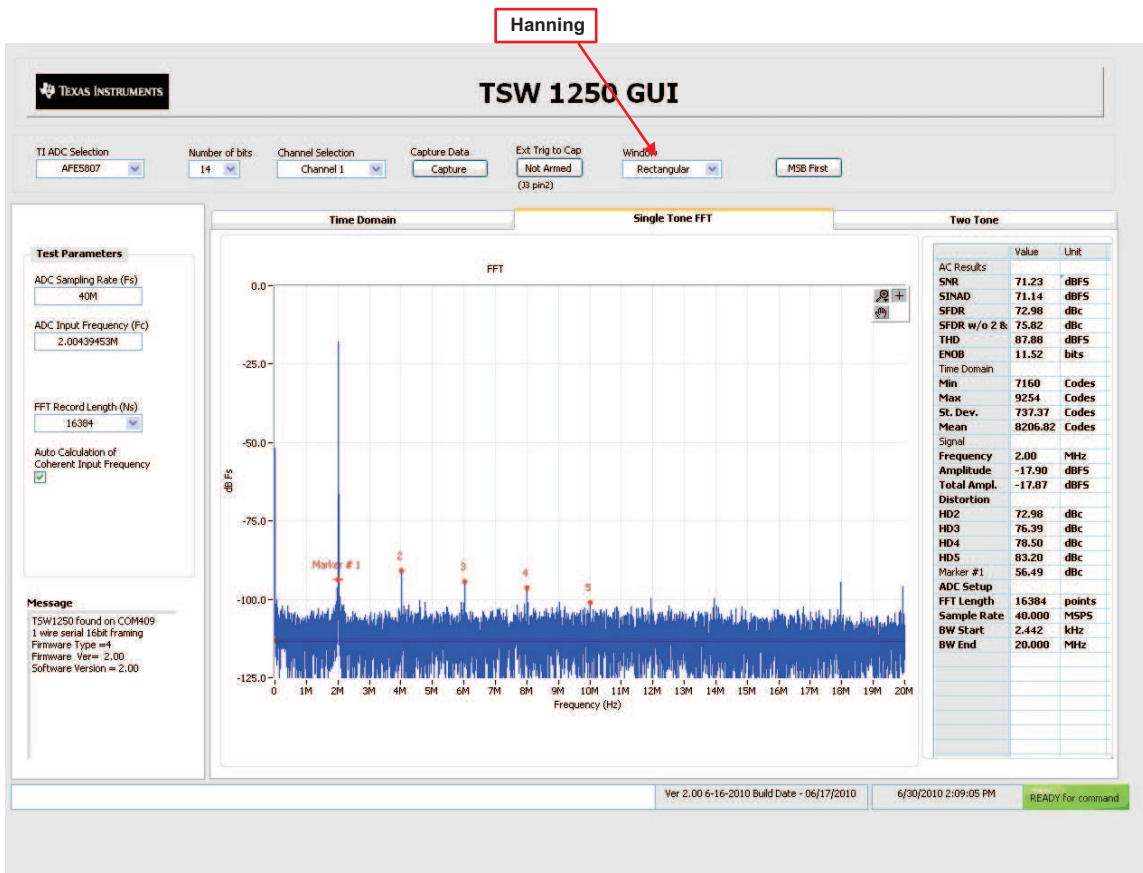 Hanning
TEXAS INSTRUMENTS
TSW 1250 GUI
TI ADC Selection
AFE5807
Number of bits
14
Channel Selection
Channel 1
Capture Data
Capture
Ext Trig to Cap
Not Armed
(J3 pin2)
Window
Rectangular
MSB First
Time Domain
Single Tone FFT
Two Tone
Test Parameters
ADC Sampling Rate (Fs)
40M
ADC Input Frequency (Fc)
2.00439453M
FFT Record Length (Ns)
16384
Auto Calculation of
Coherent Input Frequency
Message
TSW1250 found on COM409
1 wire serial 16bit framing
Firmware Type =4
Firmware Ver= 2.00
Software Version = 2.00
FFT
dB Fs
0.0
-25.0
-50.0
-75.0
-100.0
-125.0
Marker # 1
2
3
4
5
0 1M 2M 3M 4M 5M 6M 7M 8M 9M 10M 11M 12M 13M 14M 15M 16M 17M 18M 19M 20M
Frequency (Hz)
Value Unit
AC Results
SNR 71.23 dBFS
SINAD 71.14 dBFS
SFDR 72.98 dBc
SFDR w/o 2 & 75.82 dBc
THD 87.88 dBFS
ENOB 11.52 bits
Time Domain
Min 7160 Codes
Max 9254 Codes
St. Dev. 737.37 Codes
Mean 8206.82 Codes
Signal
Frequency 2.00 MHz
Amplitude -17.90 dBFS
Total Ampl. -17.87 dBFS
Distortion
HD2 72.98 dBc
HD3 76.39 dBc
HD4 78.50 dBc
HD5 83.20 dBc
Marker #1 56.49 dBc
ADC Setup
FFT Length 16384 points
Sample Rate 40.000 MSPS
BW Start 2.442 kHz
BW End 20.000 MHz
Ver 2.00 6-16-2010 Build Date - 06/17/2010
6/30/2010 2:09:05 PM
READY for command